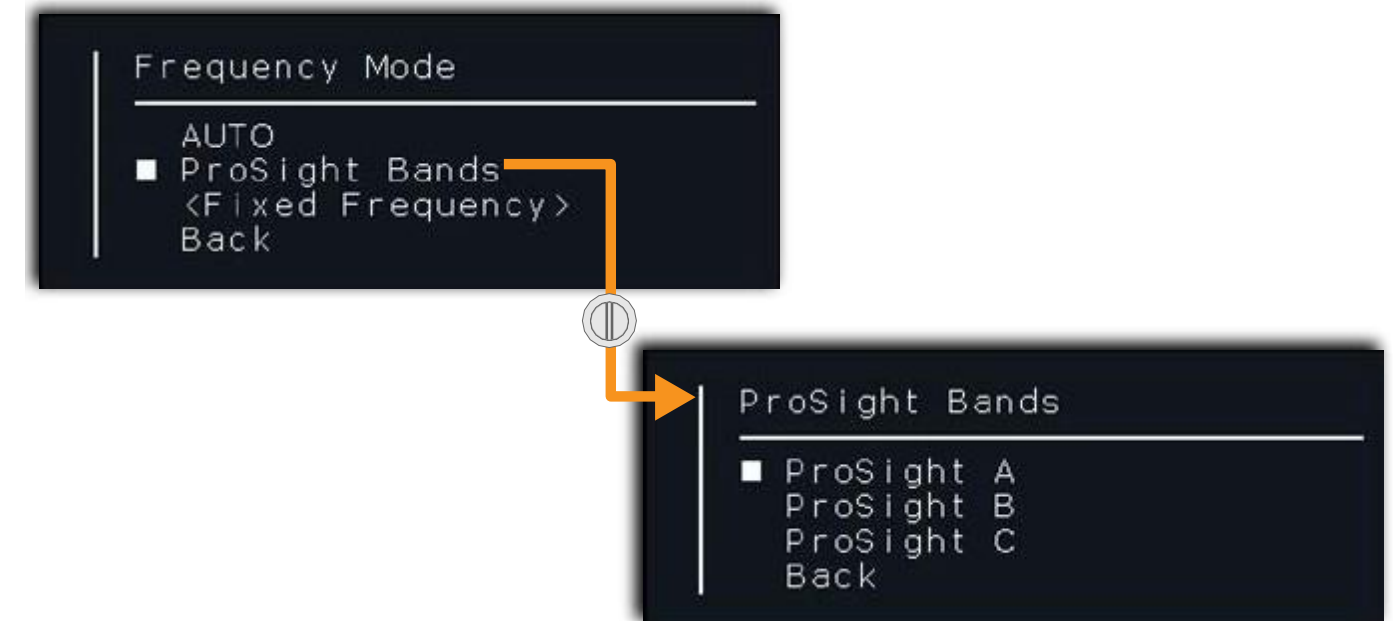 Frequency Mode
AUTO
ProSight Bands
<Fixed Frequency>
Back
ProSight Bands
ProSight A
ProSight B
ProSight C
Back